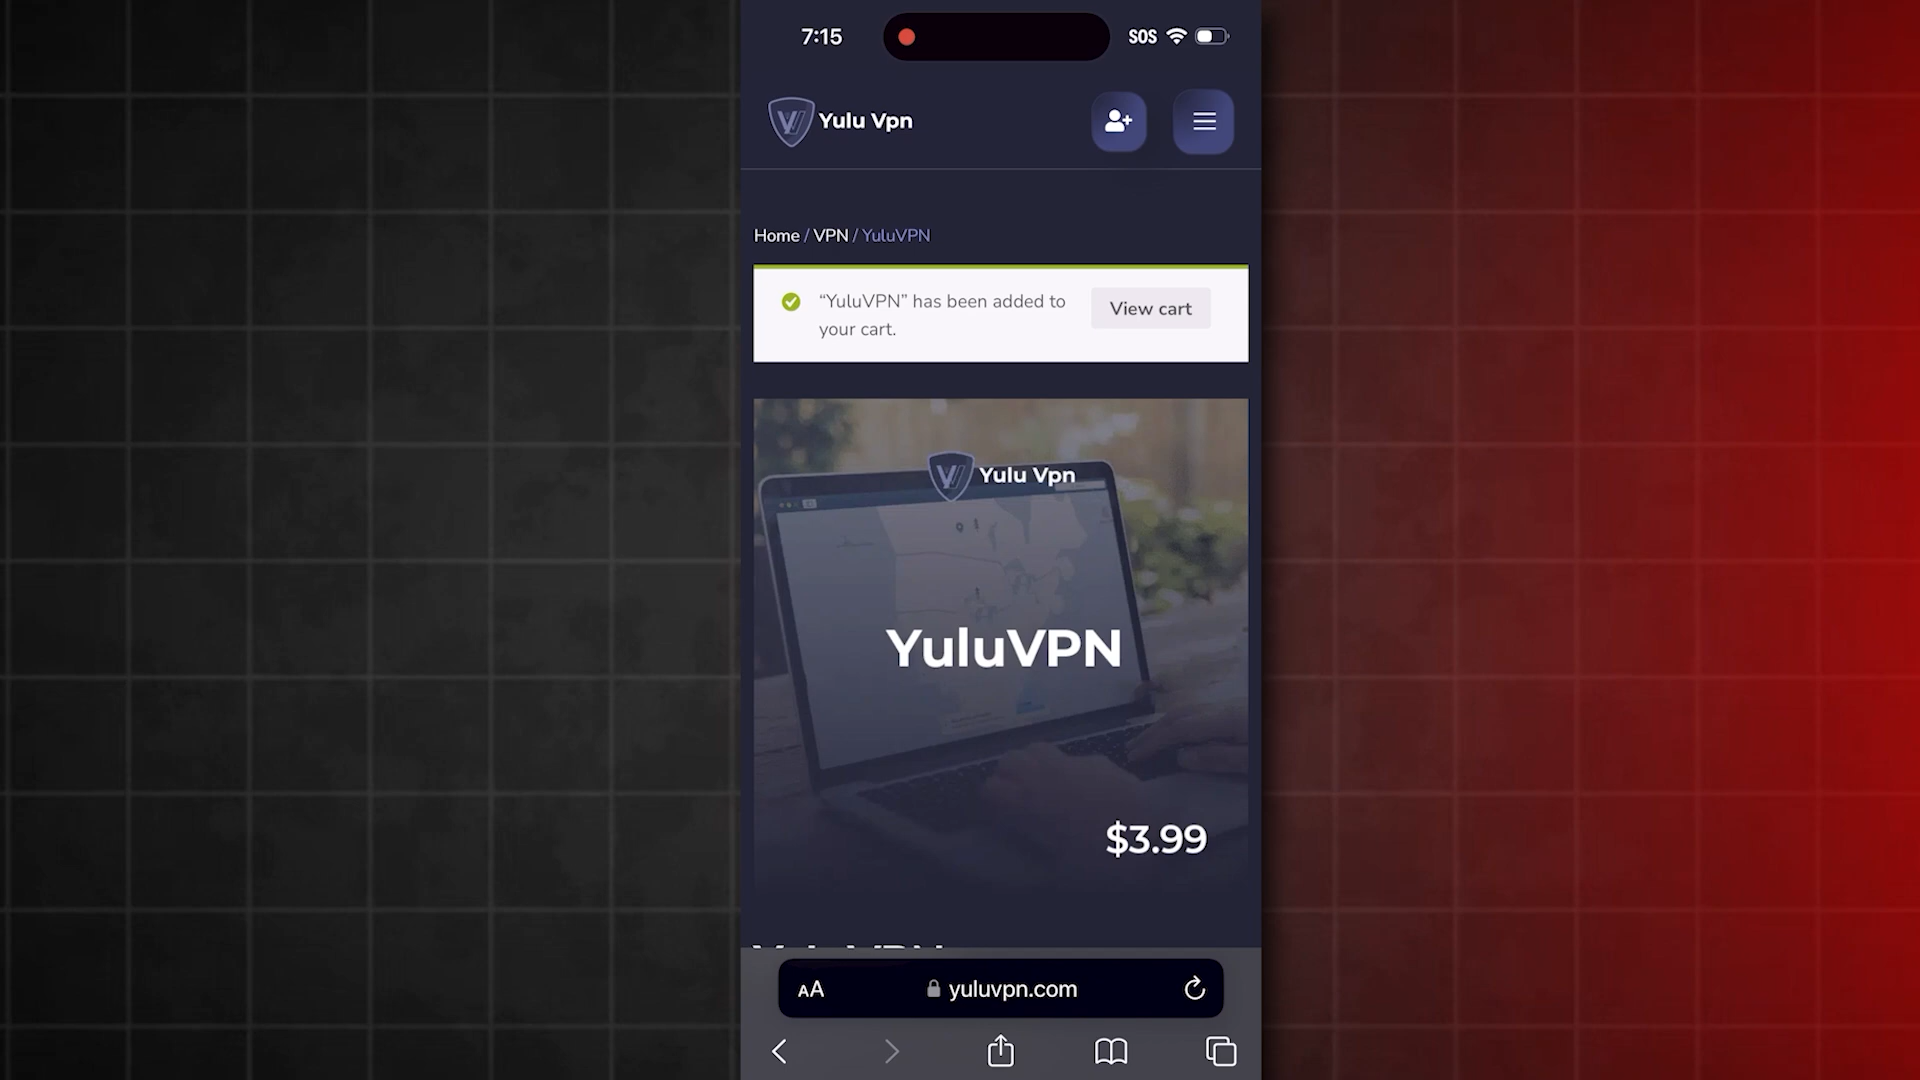 7:15 SOS
Yulu Vpn
Home / VPN / YuluVPN
“YuluVPN” has been added to
your cart.
View cart
Yulu Vpn
YuluVPN
$3.99
AA yuluvpn.com